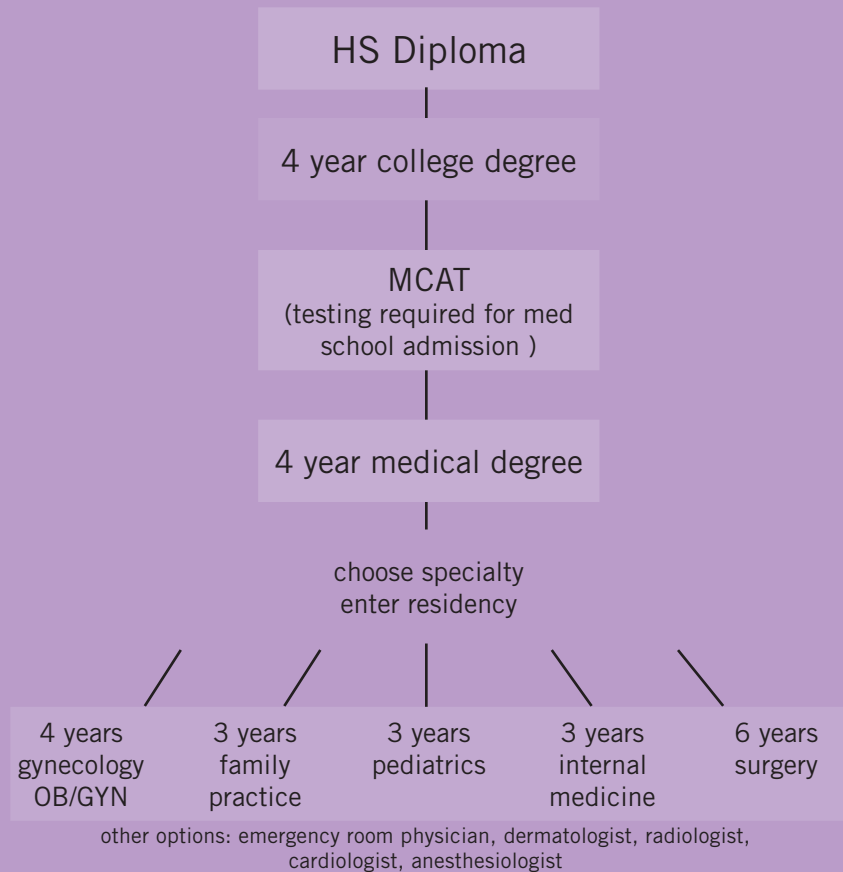 HS Diploma
4 year college degree
MCAT
(testing required for med
school admission )
4 year medical degree
choose specialty
enter residency
4 years
gynecology
OB/GYN
3 years
family
practice
3 years
pediatrics
3 years
internal
medicine
6 years
surgery
other options: emergency room physician, dermatologist, radiologist,
cardiologist, anesthesiologist